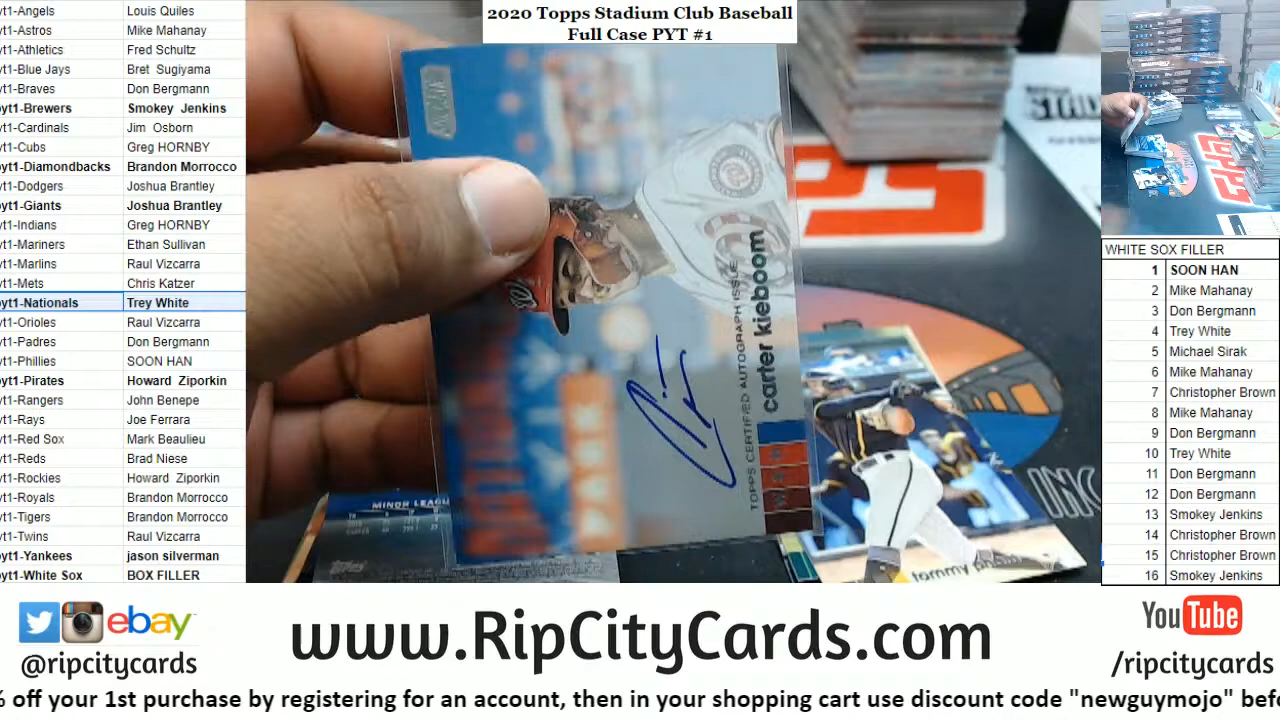 2020 Topps Stadium Club Baseball
Full Case PYT #1
yt1-Angels Louis Quiles
yt1-Astros Mike Mahanay
yt1-Athletics Fred Schultz
yt1-Blue Jays Bret Sugiyama
yt1-Braves Don Bergmann
yt1-Brewers Smokey Jenkins
yt1-Cardinals Jim Osborn
yt1-Cubs Greg HORNBY
yt1-Diamondbacks Brandon Morrocco
yt1-Dodgers Joshua Brantley
yt1-Giants Joshua Brantley
yt1-Indians Greg HORNBY
yt1-Mariners Ethan Sullivan
yt1-Marlins Raul Vizcarra
yt1-Mets Chris Katzer
yt1-Nationals Trey White
yt1-Orioles Raul Vizcarra
yt1-Padres Don Bergmann
yt1-Phillies SOON HAN
yt1-Pirates Howard Ziporkin
yt1-Rangers John Benepe
yt1-Rays Joe Ferrara
yt1-Red Sox Mark Beaulieu
yt1-Reds Brad Niese
yt1-Rockies Howard Ziporkin
yt1-Royals Brandon Morrocco
yt1-Tigers Brandon Morrocco
yt1-Twins Raul Vizcarra
yt1-Yankees jason silverman
yt1-White Sox BOX FILLER
TOPPS CERTIFIED AUTOGRAPH ISSUE
carter kieboom
MINOR LEAGU
Topps
tommy
INC
WHITE SOX FILLER
1 SOON HAN
2 Mike Mahanay
3 Don Bergmann
4 Trey White
5 Michael Sirak
6 Mike Mahanay
7 Christopher Brown
8 Mike Mahanay
9 Don Bergmann
10 Trey White
11 Don Bergmann
12 Don Bergmann
13 Smokey Jenkins
14 Christopher Brown
15 Christopher Brown
16 Smokey Jenkins
ebay
@ripcitycards
www.RipCityCards.com
YouTube
/ripcitycards
% off your 1st purchase by registering for an account, then in your shopping cart use discount code "newguymojo" befo